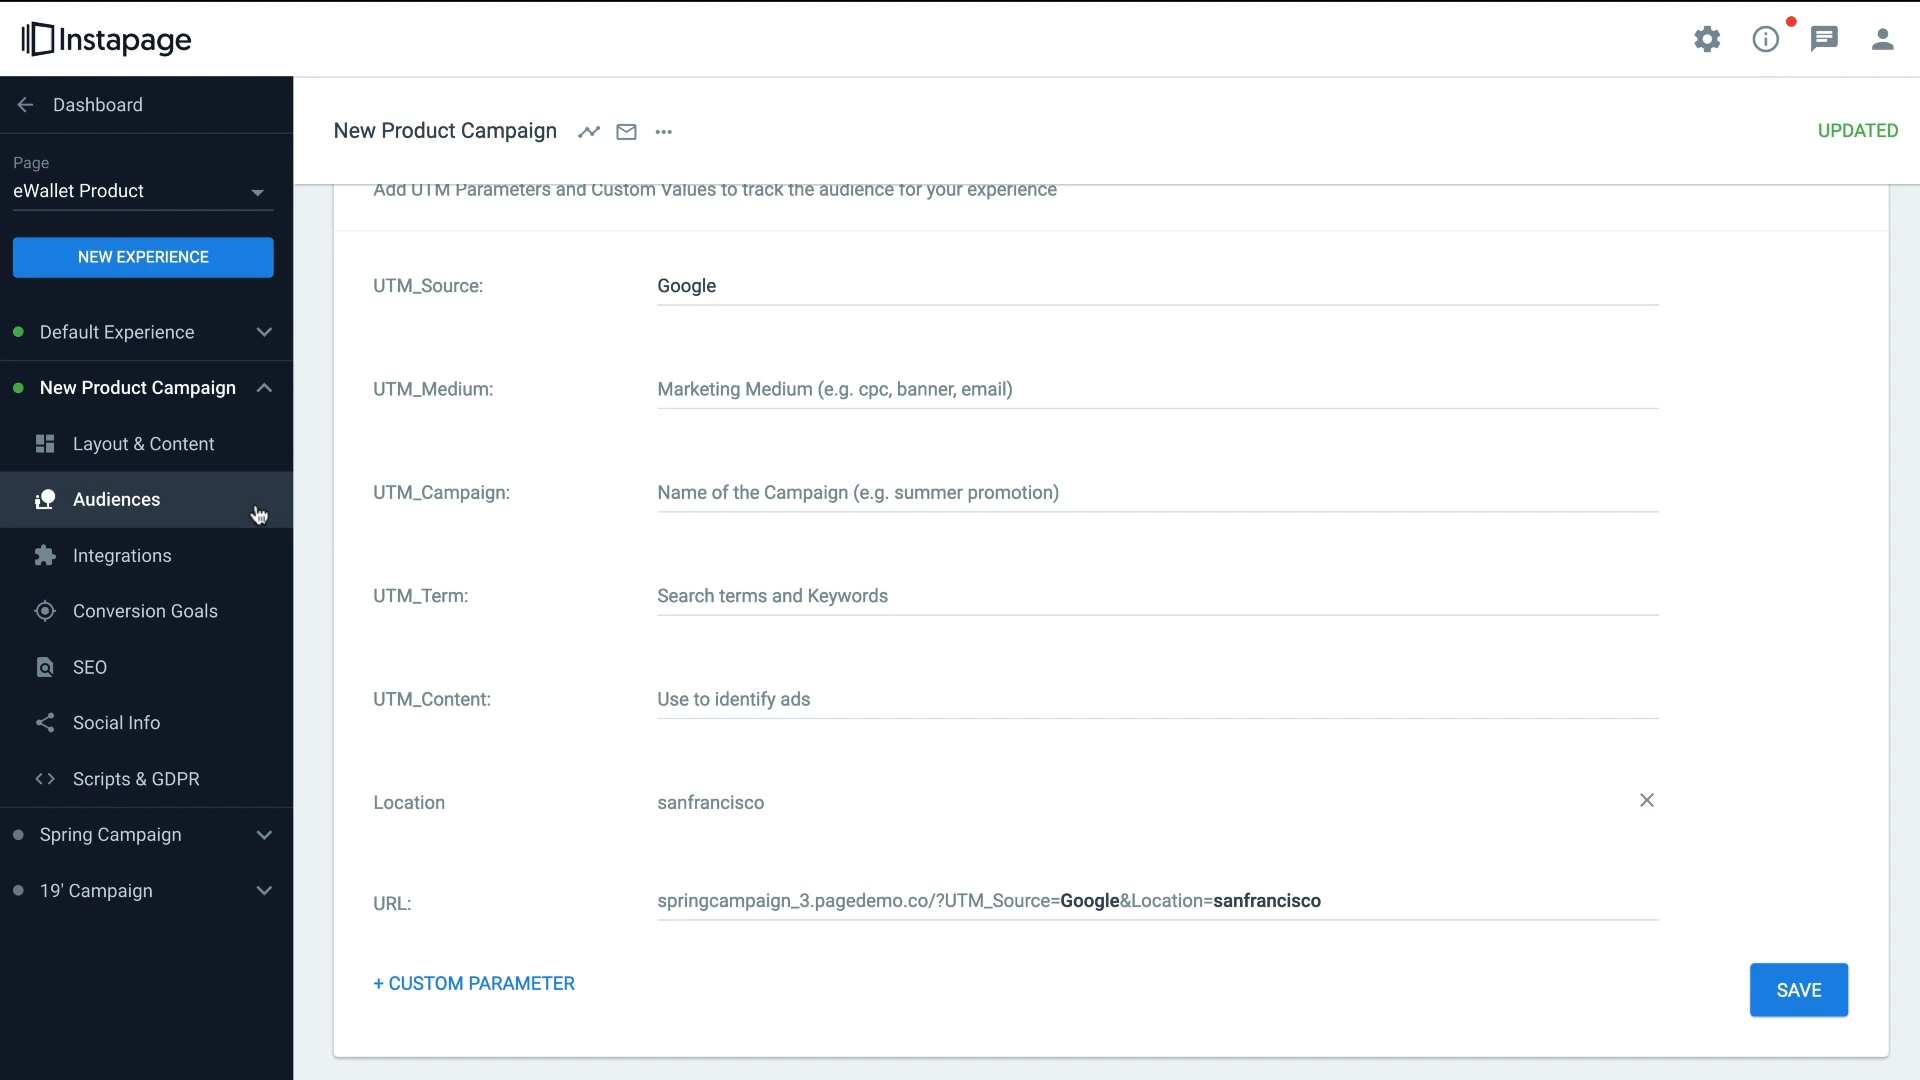 Instapage
Dashboard
Page
eWallet Product
NEW EXPERIENCE
Default Experience
New Product Campaign
Layout & Content
Audiences
Integrations
Conversion Goals
SEO
Social Info
Scripts & GDPR
Spring Campaign
19' Campaign
New Product Campaign
UPDATED
Add UTM Parameters and Custom Values to track the audience for your experience
UTM_Source: Google
UTM_Medium: Marketing Medium (e.g. cpc, banner, email)
UTM_Campaign: Name of the Campaign (e.g. summer promotion)
UTM_Term: Search terms and Keywords
UTM_Content: Use to identify ads
Location sanfrancisco
URL: springcampaign_3.pagedemo.co/?UTM_Source=Google&Location=sanfrancisco
+ CUSTOM PARAMETER
SAVE